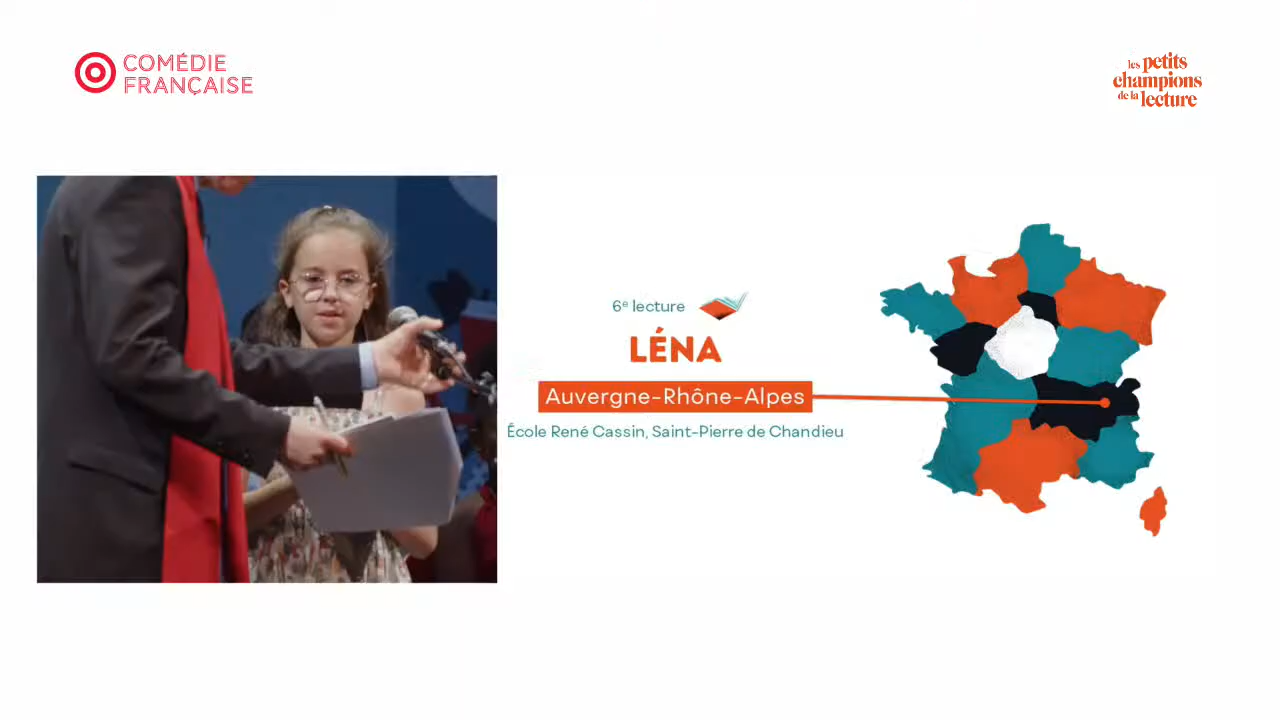 COMÉDIE
FRANÇAISE
les petits
champions
de la lecture
6e lecture
LÉNA
Auvergne-Rhône-Alpes
École René Cassin, Saint-Pierre de Chandieu